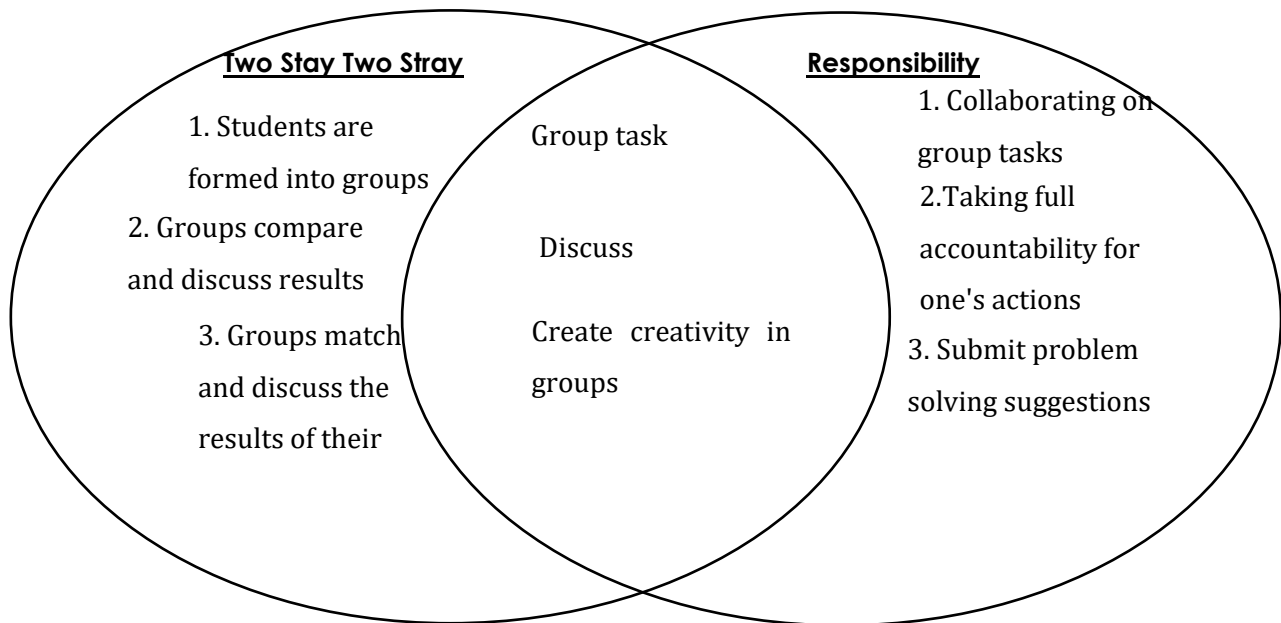 Two Stay Two Stray
1. Students are
formed into groups
2. Groups compare
and discuss results
3. Groups match
and discuss the
results of their
Group task
Discuss
Create creativity in
groups
Responsibility
1. Collaborating on
group tasks
2.Taking full
accountability for
one's actions
3. Submit problem
solving suggestions